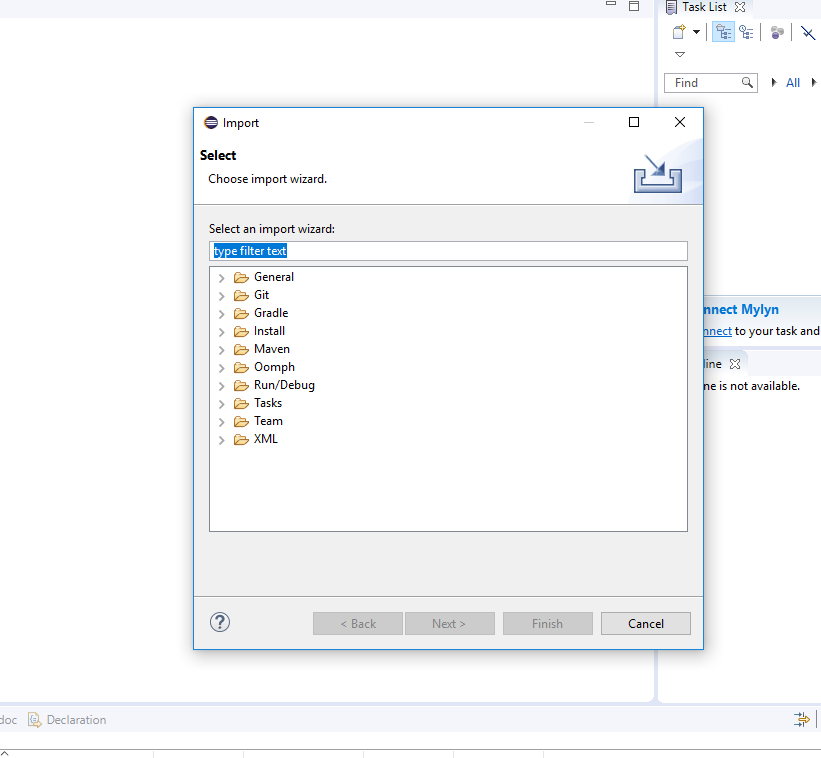 Task List
Find
All
Import
Select
Choose import wizard.
Select an import wizard:
type filter text
General
Git
Gradle
Install
Maven
Oomph
Run/Debug
Tasks
Team
XML
nnect Mylyn
nnect to your task and
line
ne is not available.
?
< Back
Next >
Finish
Cancel
doc
Declaration